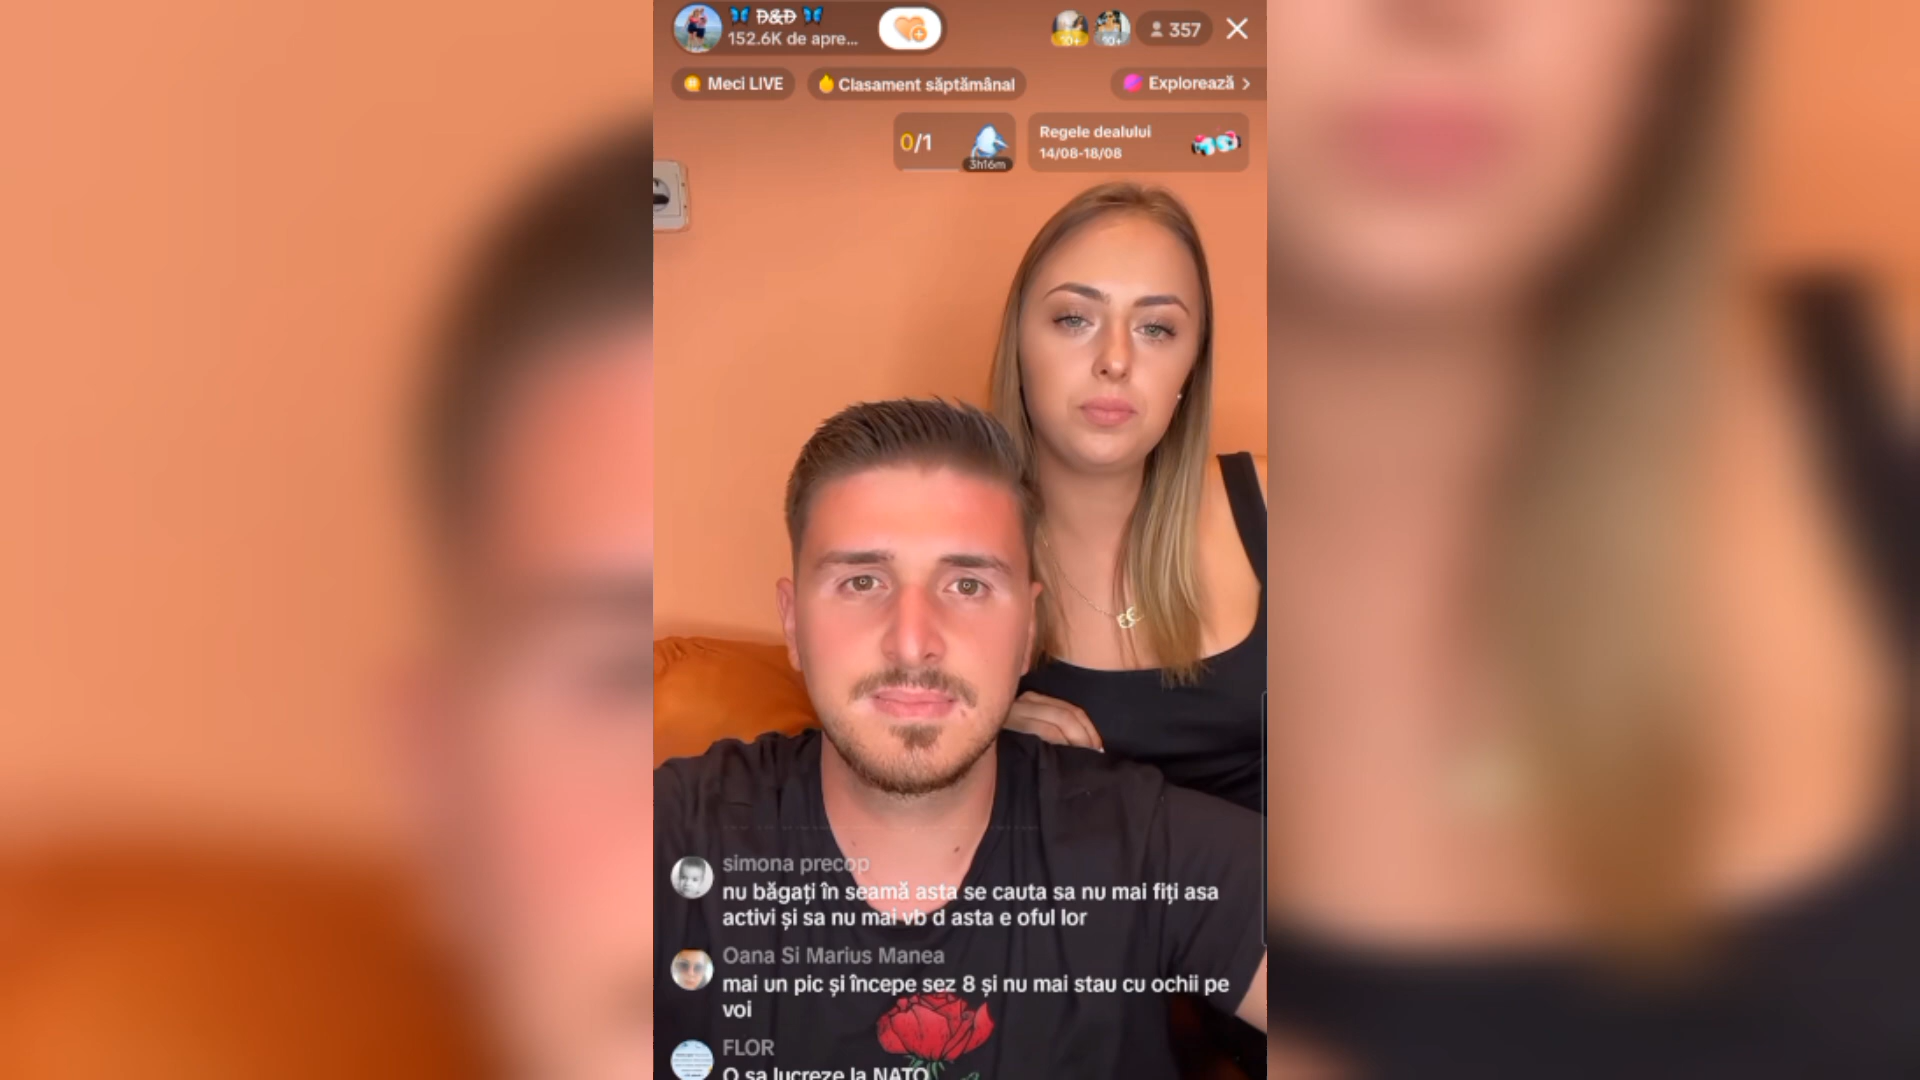 🦋 D&D 🦋
152.6K de apre...
10+
10+
357
Meci LIVE
Clasament săptămânal
Explorează >
0/1
3h16m
Regele dealului
14/08-18/08
simona precop
nu băgați în seamă asta se cauta sa nu mai fiți asa
activi și sa nu mai vb d asta e oful lor
Oana Si Marius Manea
mai un pic și începe sez 8 și nu mai stau cu ochii pe
voi
FLOR
O sa lucreze la NATO